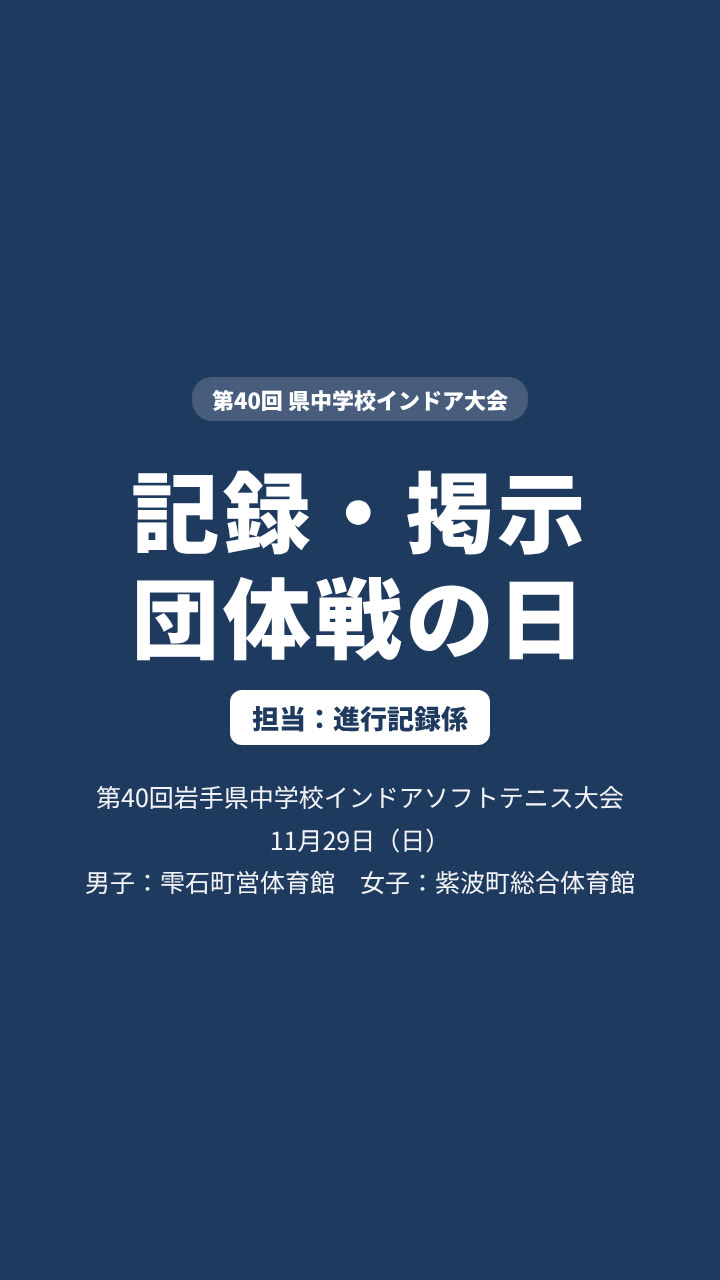 第40回 県中学校インドア大会
記録・掲示
団体戦の日
担当：進行記録係
第40回岩手県中学校インドアソフトテニス大会
11月29日（日）
男子：雫石町営体育館　女子：紫波町総合体育館